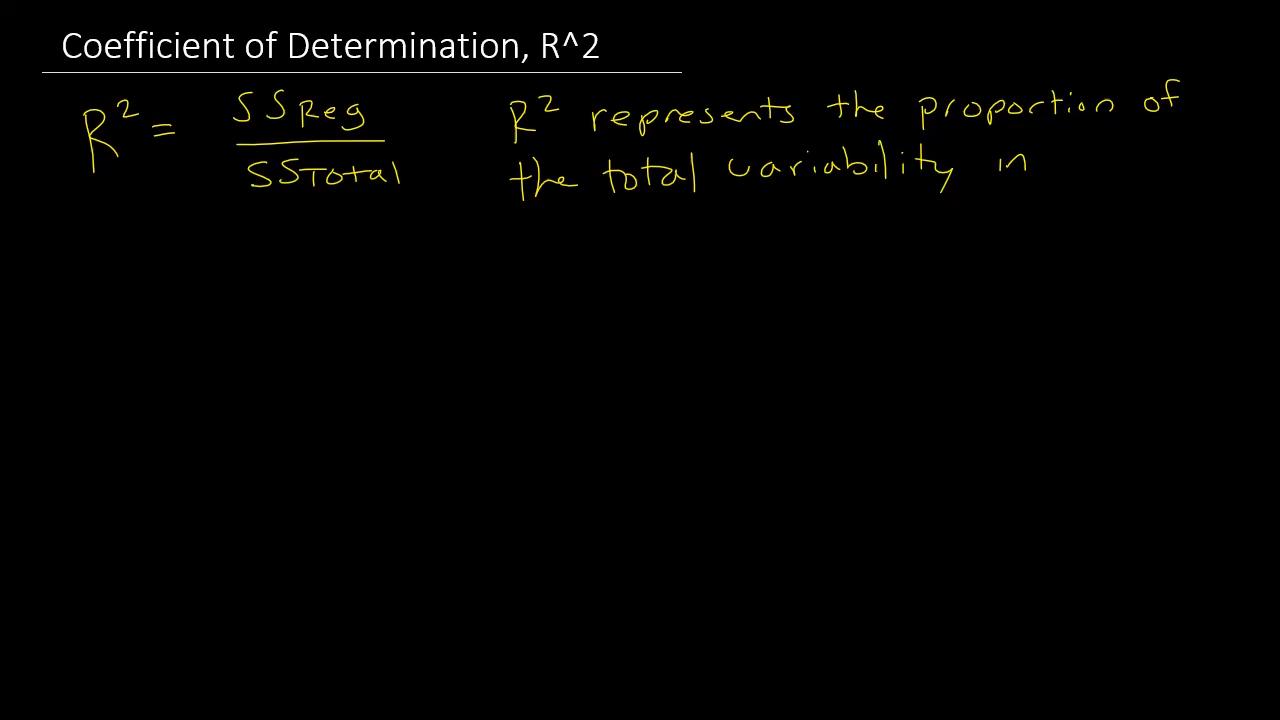 Coefficient of Determination, R^2
R² = SSReg / SSTotal
R² represents the proportion of
the total variability in